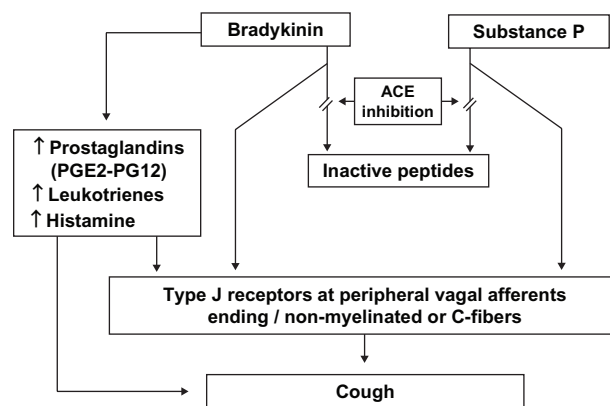 Bradykinin
Substance P
ACE
inhibition
↑ Prostaglandins
(PGE2-PG12)
↑ Leukotrienes
↑ Histamine
Inactive peptides
Type J receptors at peripheral vagal afferents
ending / non-myelinated or C-fibers
Cough